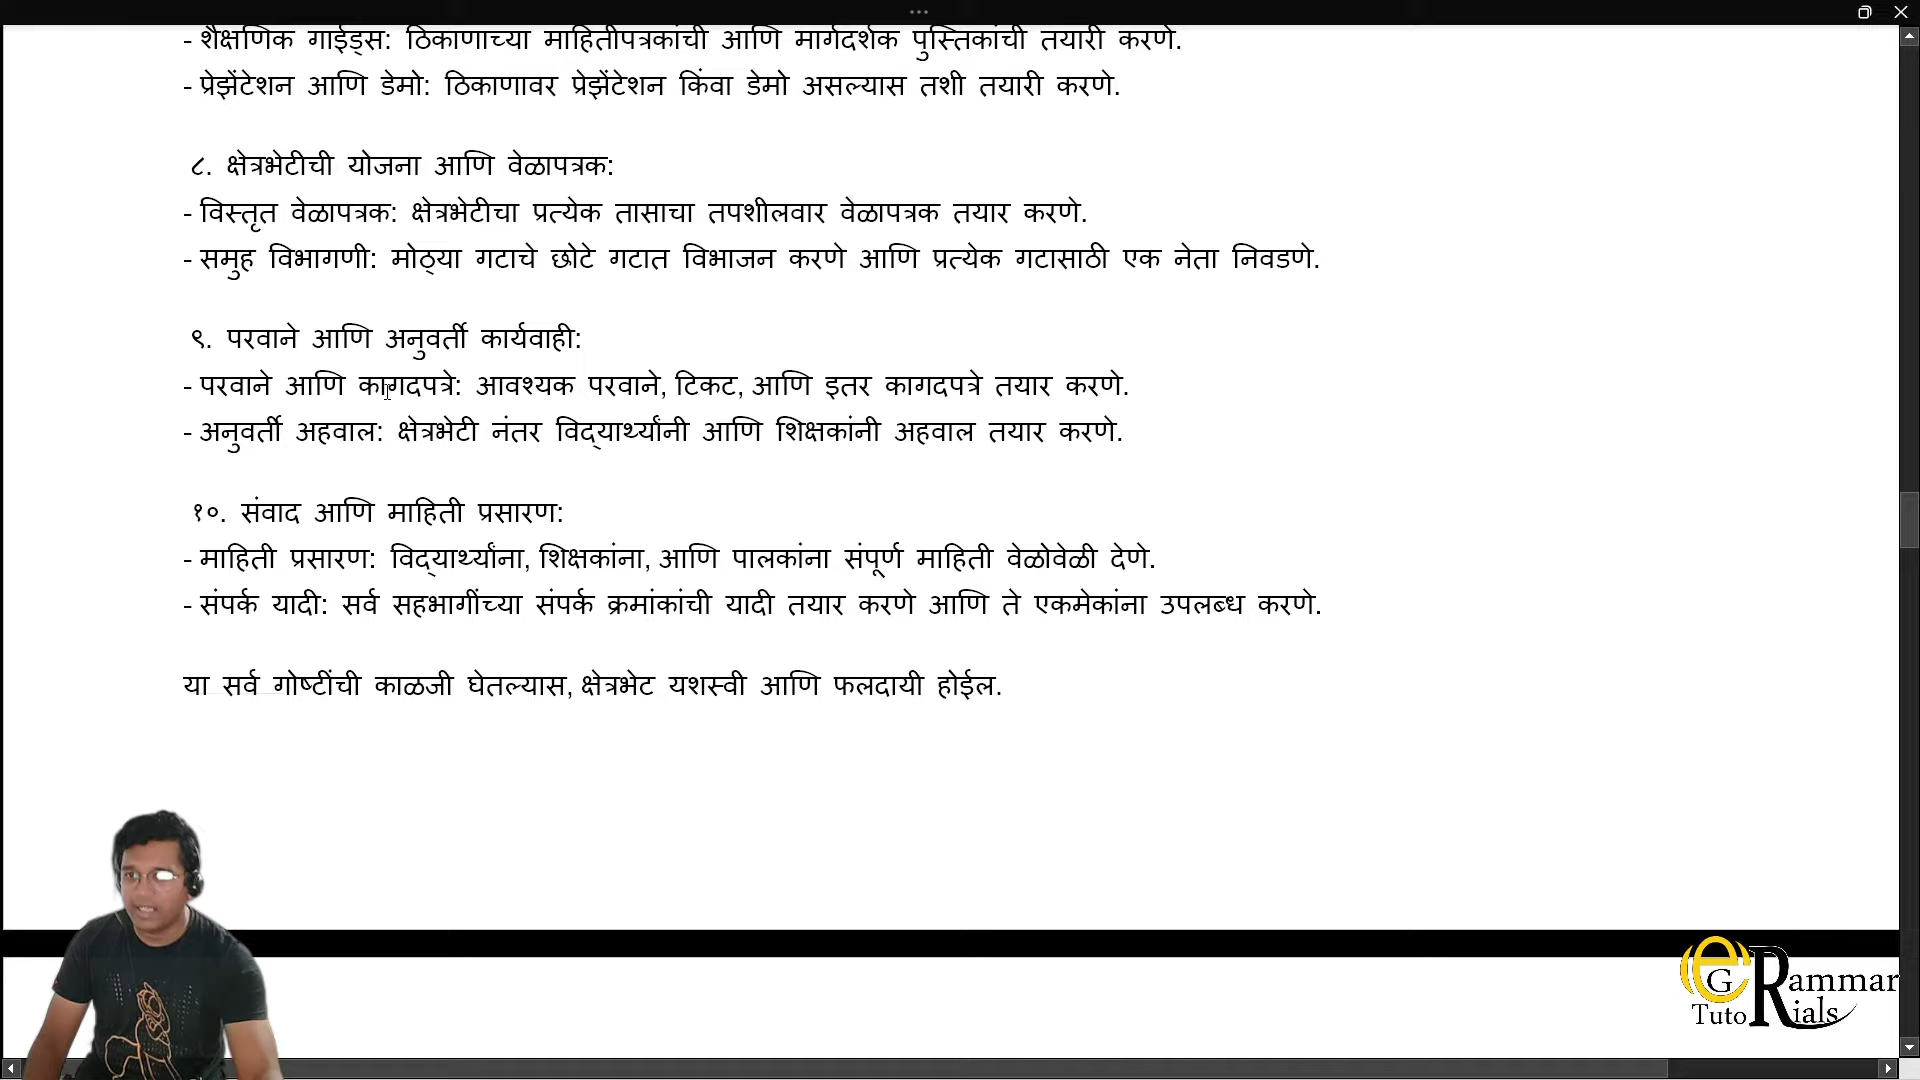 - शैक्षणिक गाईड्स: ठिकाणाच्या माहितीपत्रकांची आणि मार्गदर्शक पुस्तिकांची तयारी करणे.
- प्रेझेंटेशन आणि डेमो: ठिकाणावर प्रेझेंटेशन किंवा डेमो असल्यास तशी तयारी करणे.
८. क्षेत्रभेटीची योजना आणि वेळापत्रक:
- विस्तृत वेळापत्रक: क्षेत्रभेटीचा प्रत्येक तासाचा तपशीलवार वेळापत्रक तयार करणे.
- समुह विभागणी: मोठ्या गटाचे छोटे गटात विभाजन करणे आणि प्रत्येक गटासाठी एक नेता निवडणे.
९. परवाने आणि अनुवर्ती कार्यवाही:
- परवाने आणि कागदपत्रे: आवश्यक परवाने, टिकट, आणि इतर कागदपत्रे तयार करणे.
- अनुवर्ती अहवाल: क्षेत्रभेटी नंतर विद्यार्थ्यांनी आणि शिक्षकांनी अहवाल तयार करणे.
१०. संवाद आणि माहिती प्रसारण:
- माहिती प्रसारण: विद्यार्थ्यांना, शिक्षकांना, आणि पालकांना संपूर्ण माहिती वेळोवेळी देणे.
- संपर्क यादी: सर्व सहभागींच्या संपर्क क्रमांकांची यादी तयार करणे आणि ते एकमेकांना उपलब्ध करणे.
या सर्व गोष्टींची काळजी घेतल्यास, क्षेत्रभेट यशस्वी आणि फलदायी होईल.
e G Rammar
TutoRials